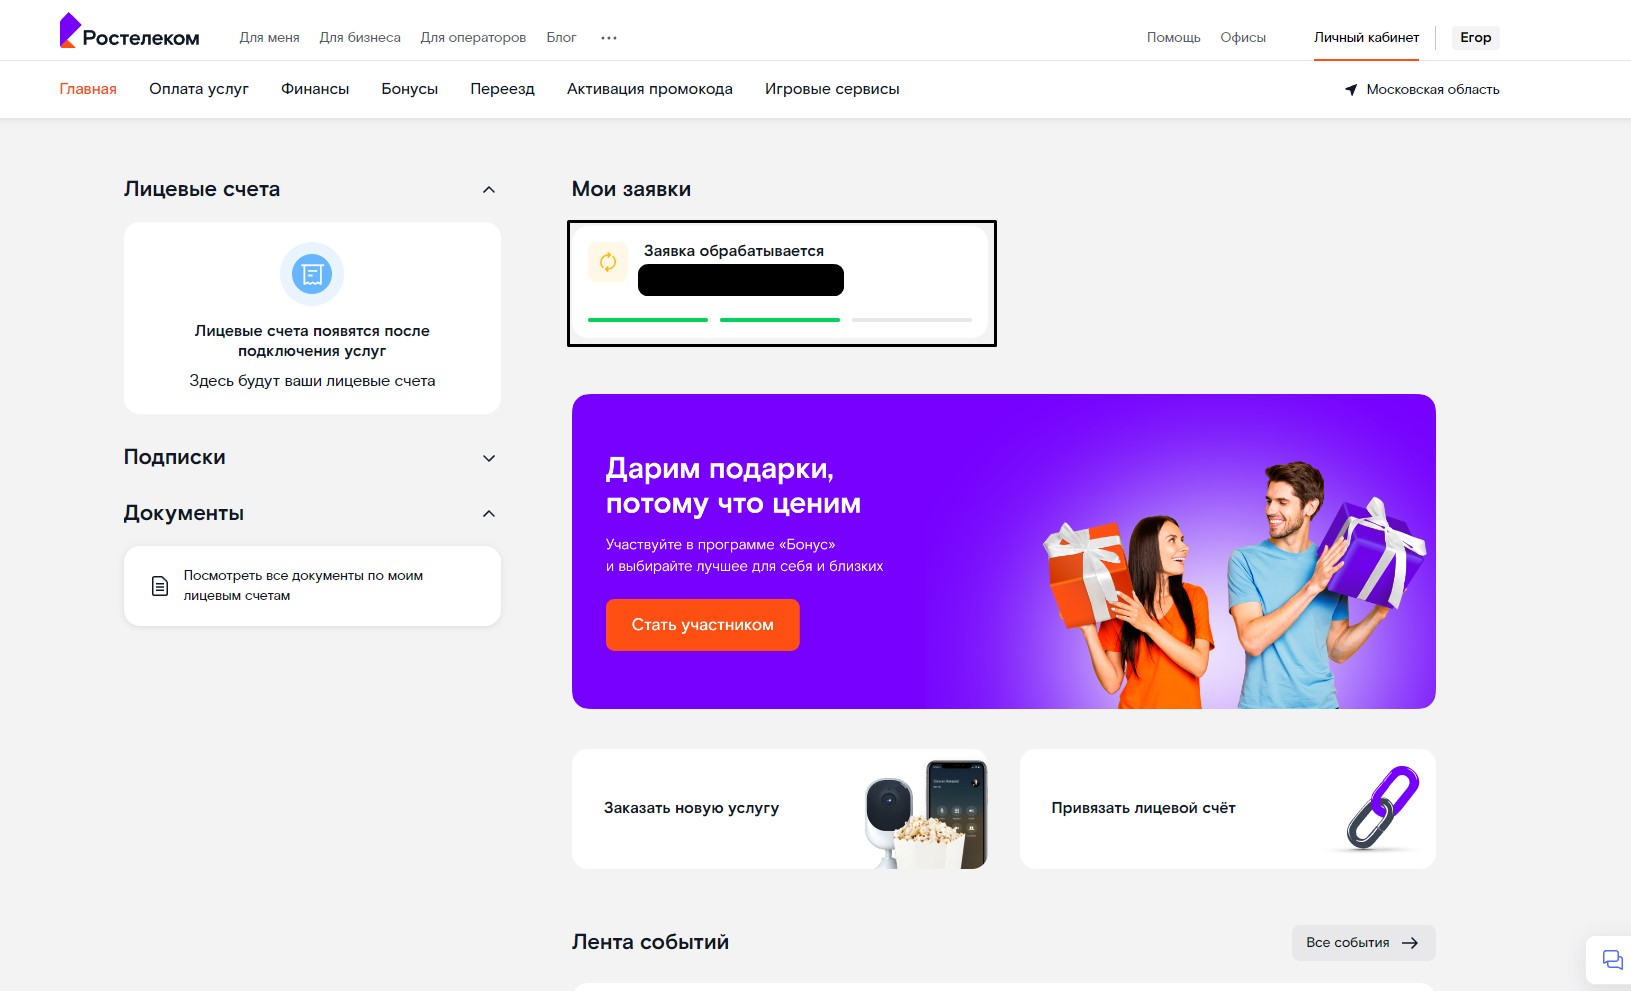 Ростелеком
Для меня
Для бизнеса
Для операторов
Блог
...
Помощь
Офисы
Личный кабинет
Егор
Главная
Оплата услуг
Финансы
Бонусы
Переезд
Активация промокода
Игровые сервисы
Московская область
Лицевые счета
Лицевые счета появятся после
подключения услуг
Здесь будут ваши лицевые счета
Подписки
Документы
Посмотреть все документы по моим
лицевым счетам
Мои заявки
Заявка обрабатывается
Дарим подарки,
потому что ценим
Участвуйте в программе «Бонус»
и выбирайте лучшее для себя и близких
Стать участником
Заказать новую услугу
Привязать лицевой счёт
Лента событий
Все события